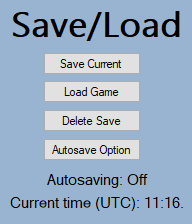 Save/Load
Save Current
Load Game
Delete Save
Autosave Option
Autosaving: Off
Current time (UTC): 11:16.